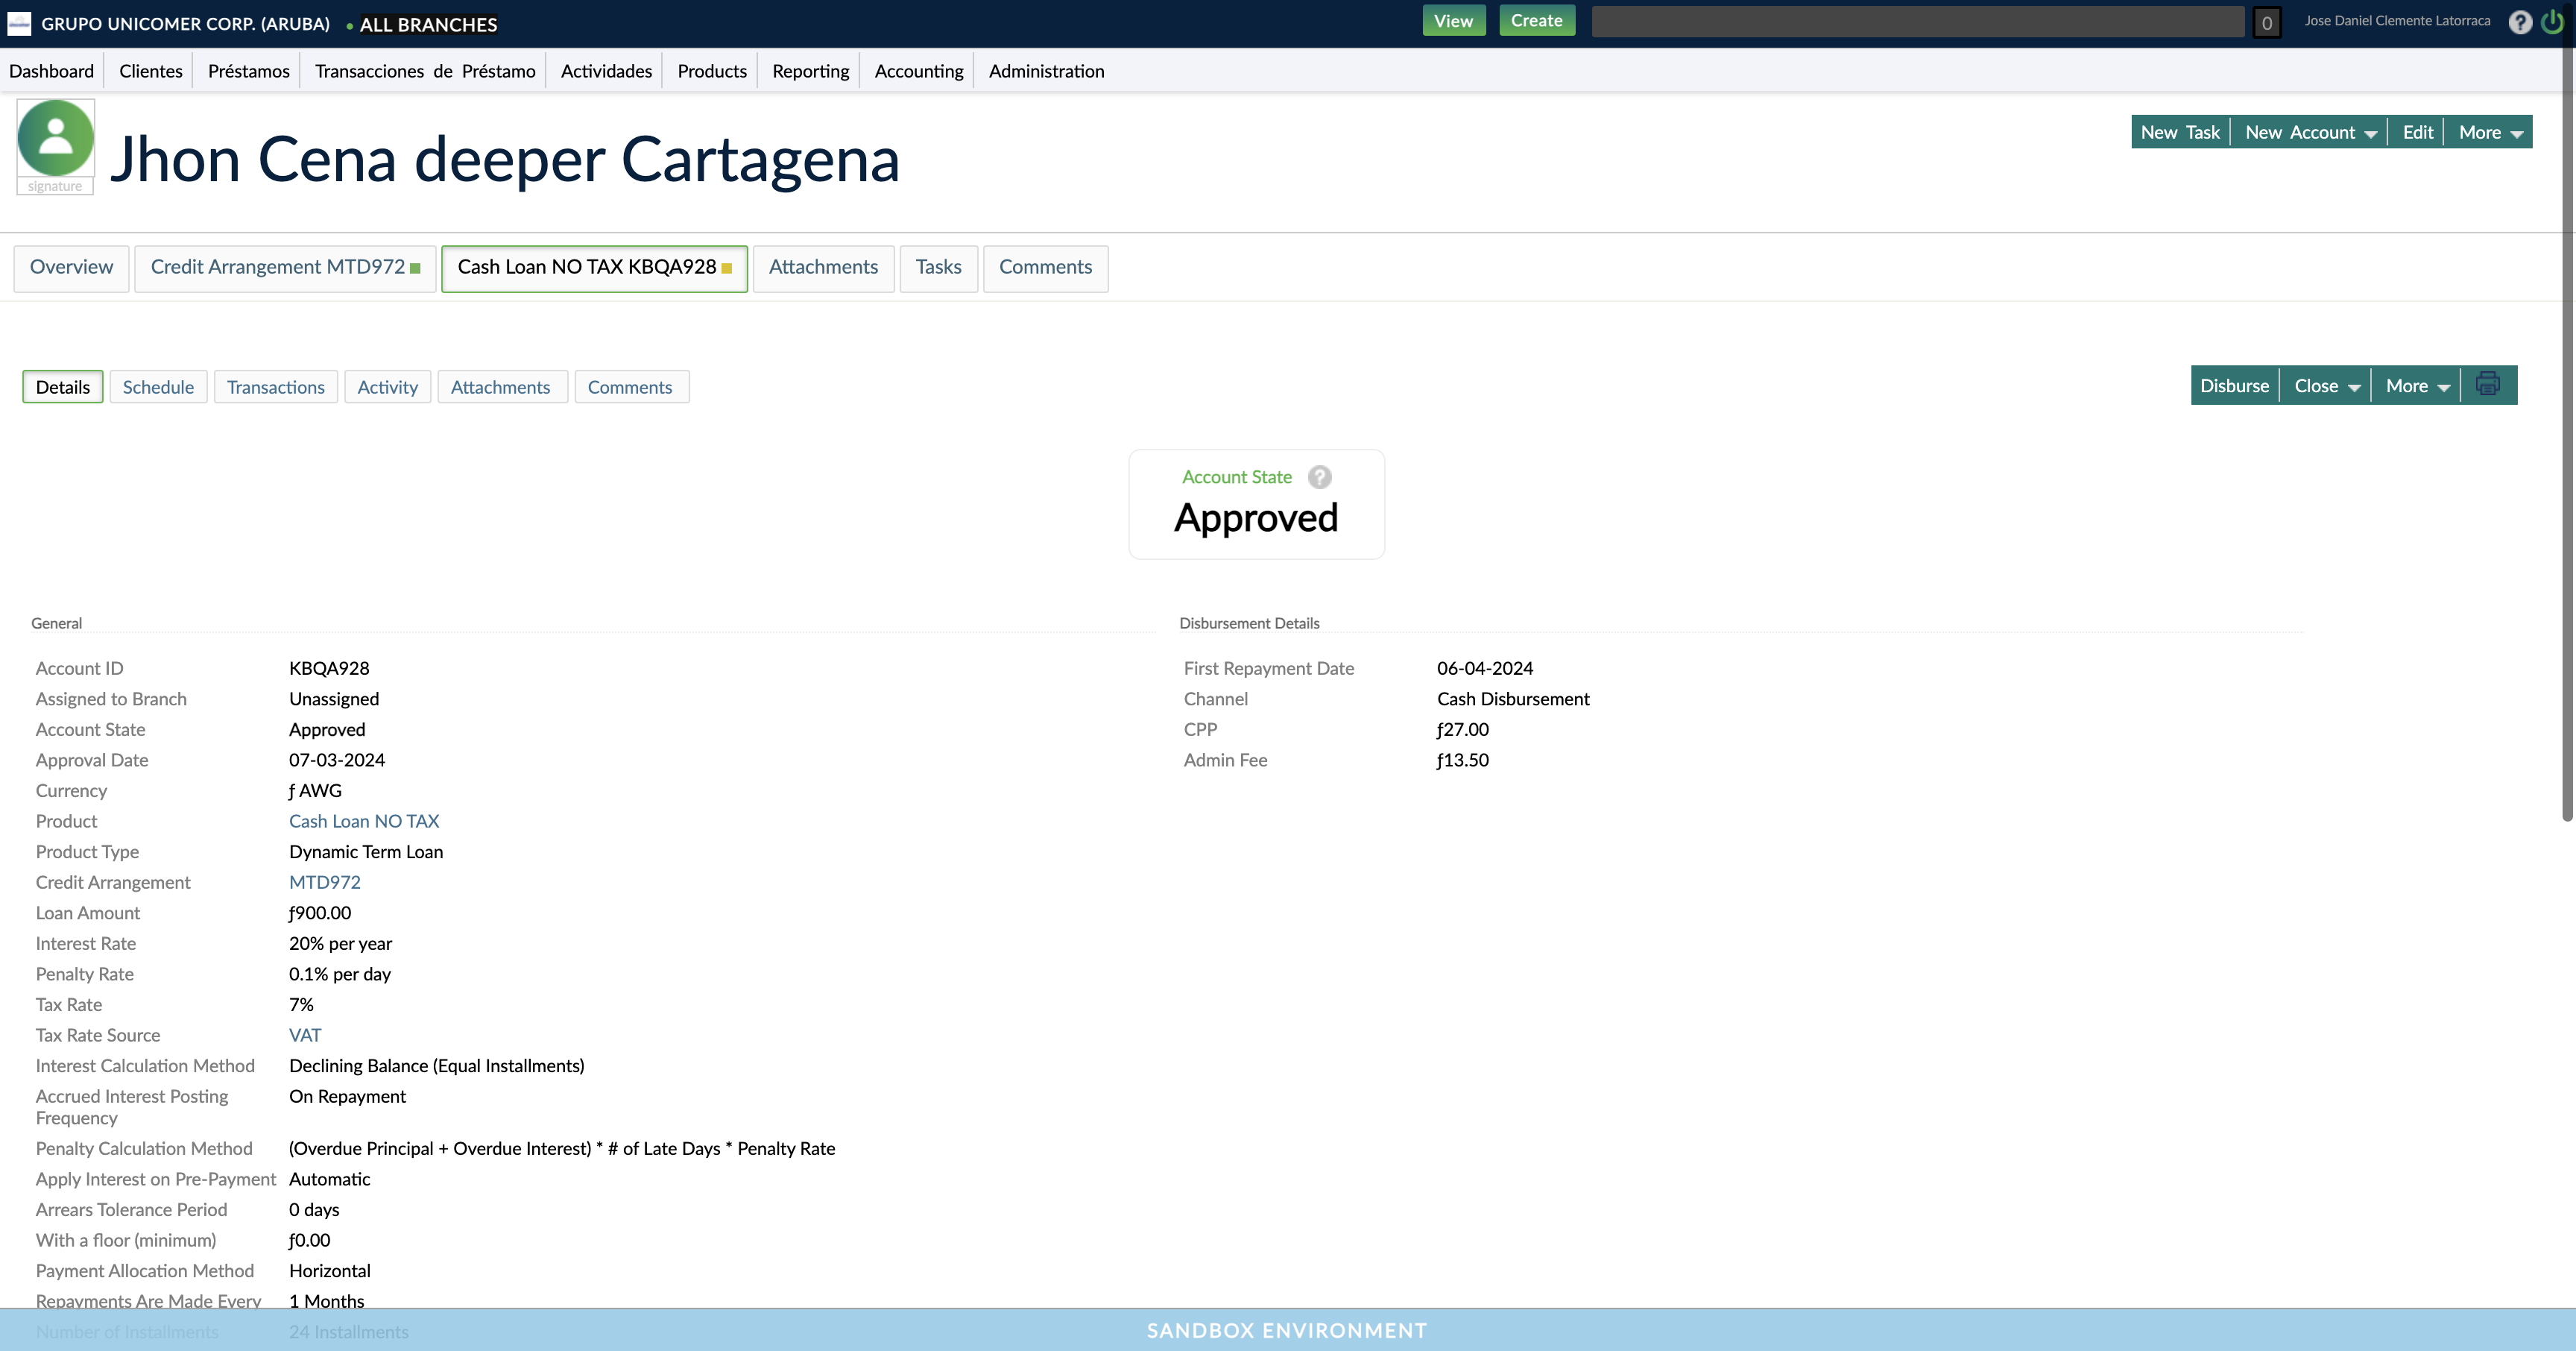 GRUPO UNICOMER CORP. (ARUBA) • ALL BRANCHES View Create 0 Jose Daniel Clemente Latorraca ?
Dashboard Clientes Préstamos Transacciones de Préstamo Actividades Products Reporting Accounting Administration
signature
Jhon Cena deeper Cartagena
New Task New Account Edit More
Overview Credit Arrangement MTD972 Cash Loan NO TAX KBQA928 Attachments Tasks Comments
Details Schedule Transactions Activity Attachments Comments
Disburse Close More
Account State ?
Approved
General
Account ID KBQA928
Assigned to Branch Unassigned
Account State Approved
Approval Date 07-03-2024
Currency ƒ AWG
Product Cash Loan NO TAX
Product Type Dynamic Term Loan
Credit Arrangement MTD972
Loan Amount ƒ900.00
Interest Rate 20% per year
Penalty Rate 0.1% per day
Tax Rate 7%
Tax Rate Source VAT
Interest Calculation Method Declining Balance (Equal Installments)
Accrued Interest Posting Frequency On Repayment
Penalty Calculation Method (Overdue Principal + Overdue Interest) * # of Late Days * Penalty Rate
Apply Interest on Pre-Payment Automatic
Arrears Tolerance Period 0 days
With a floor (minimum) ƒ0.00
Payment Allocation Method Horizontal
Repayments Are Made Every 1 Months
Number of Installments 24 Installments
Disbursement Details
First Repayment Date 06-04-2024
Channel Cash Disbursement
CPP ƒ27.00
Admin Fee ƒ13.50
SANDBOX ENVIRONMENT